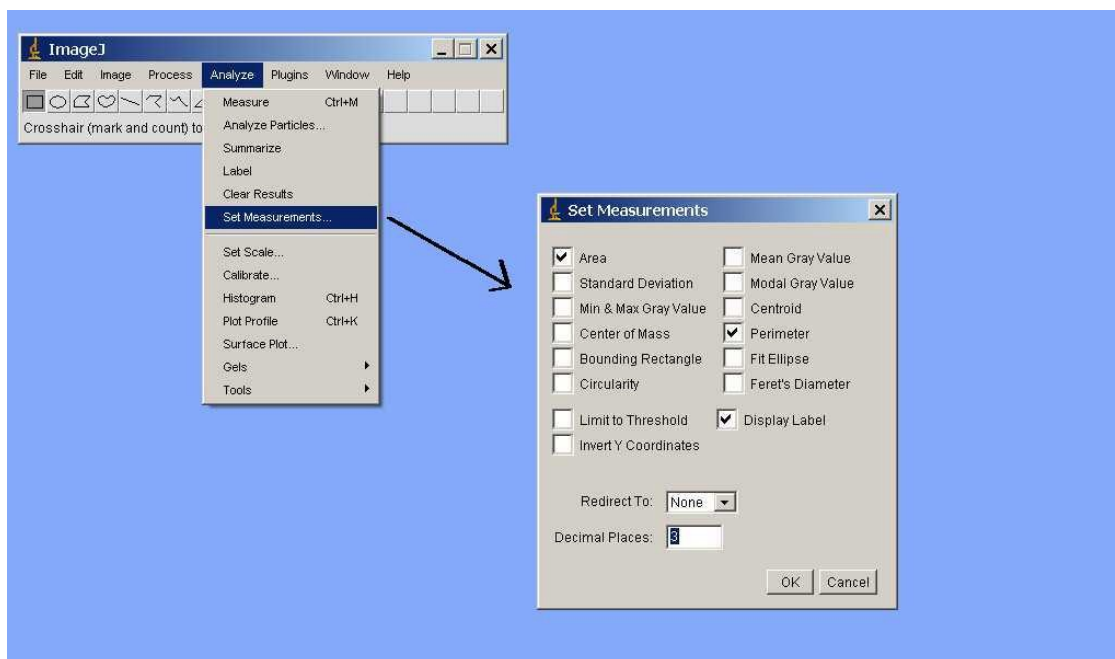 ImageJ
File Edit Image Process Analyze Plugins Window Help
Crosshair (mark and count) to
Measure Ctrl+M
Analyze Particles...
Summarize
Label
Clear Results
Set Measurements...
Set Scale...
Calibrate...
Histogram Ctrl+H
Plot Profile Ctrl+K
Surface Plot...
Gels
Tools
Set Measurements
Area Mean Gray Value
Standard Deviation Modal Gray Value
Min & Max Gray Value Centroid
Center of Mass Perimeter
Bounding Rectangle Fit Ellipse
Circularity Feret's Diameter
Limit to Threshold Display Label
Invert Y Coordinates
Redirect To: None
Decimal Places: 3
OK Cancel